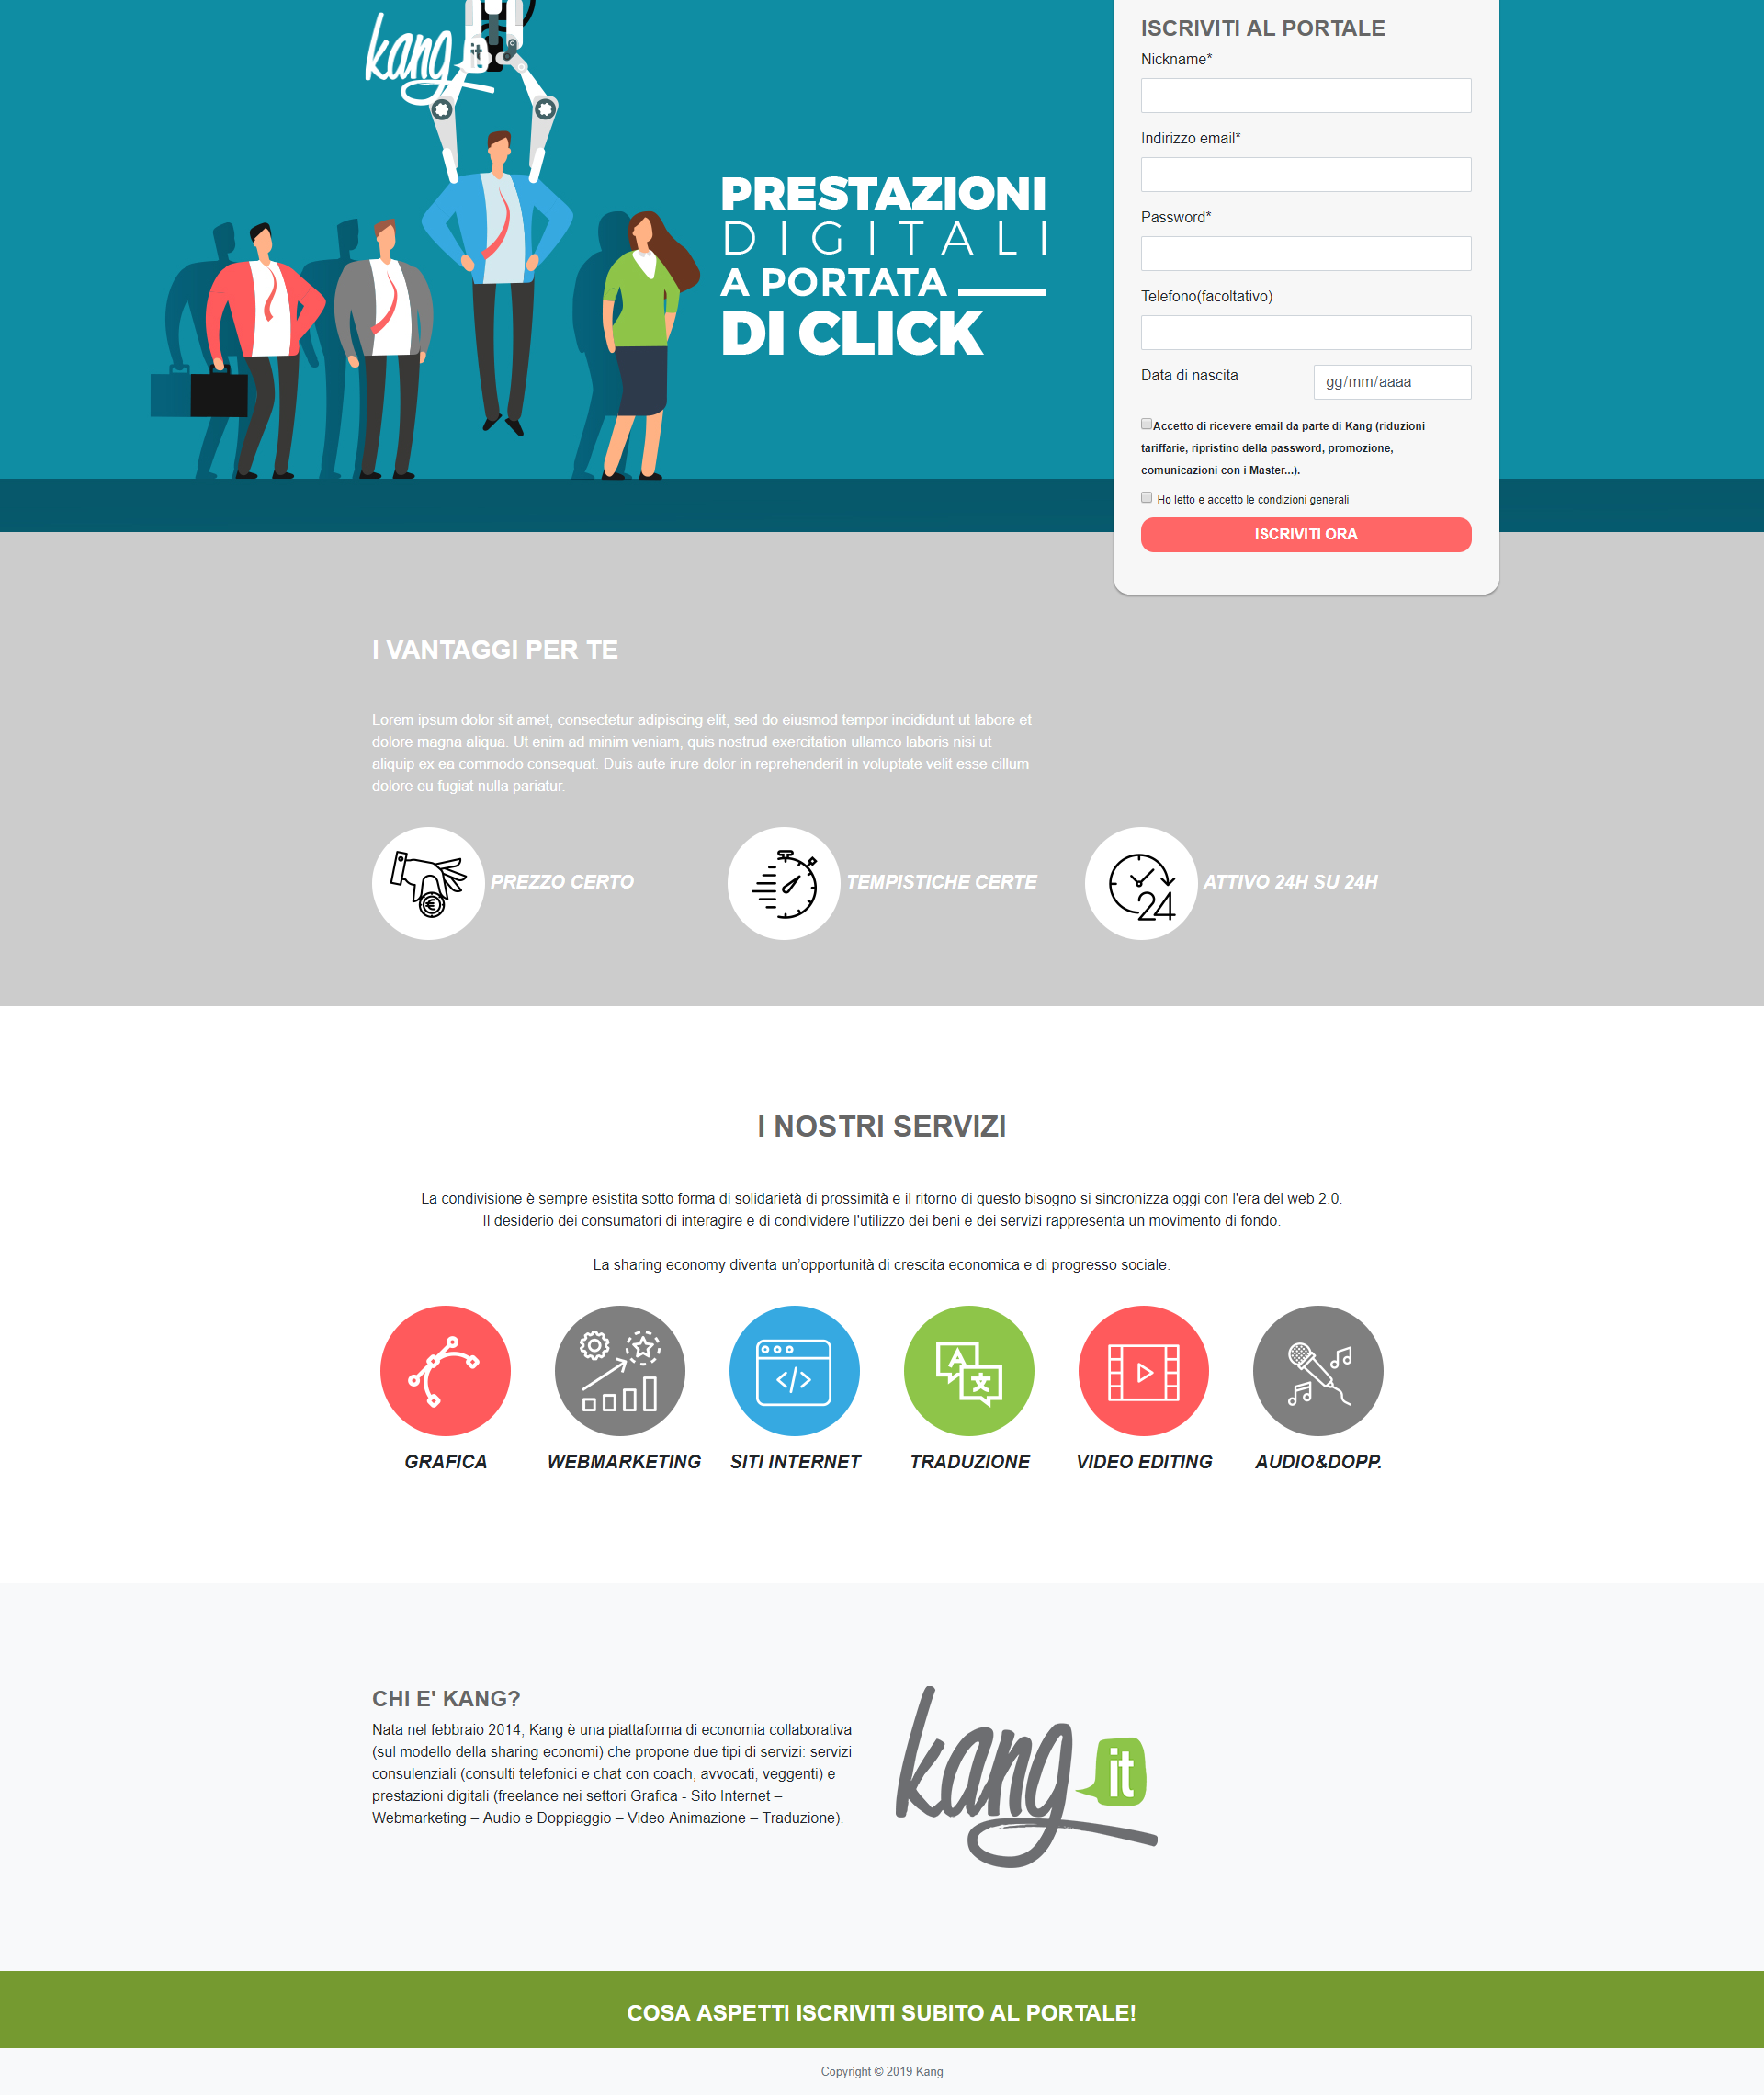 kang it
PRESTAZIONI
DIGITALI
A PORTATA
DI CLICK
ISCRIVITI AL PORTALE
Nickname*
Indirizzo email*
Password*
Telefono(facoltativo)
Data di nascita
gg/mm/aaaa
Accetto di ricevere email da parte di Kang (riduzioni
tariffarie, ripristino della password, promozione,
comunicazioni con i Master...).
Ho letto e accetto le condizioni generali
ISCRIVITI ORA
I VANTAGGI PER TE
Lorem ipsum dolor sit amet, consectetur adipiscing elit, sed do eiusmod tempor incididunt ut labore et
dolore magna aliqua. Ut enim ad minim veniam, quis nostrud exercitation ullamco laboris nisi ut
aliquip ex ea commodo consequat. Duis aute irure dolor in reprehenderit in voluptate velit esse cillum
dolore eu fugiat nulla pariatur.
€
PREZZO CERTO
TEMPISTICHE CERTE
24
ATTIVO 24H SU 24H
I NOSTRI SERVIZI
La condivisione è sempre esistita sotto forma di solidarietà di prossimità e il ritorno di questo bisogno si sincronizza oggi con l'era del web 2.0.
Il desiderio dei consumatori di interagire e di condividere l'utilizzo dei beni e dei servizi rappresenta un movimento di fondo.
La sharing economy diventa un’opportunità di crescita economica e di progresso sociale.
</>
A
文
GRAFICA
WEBMARKETING
SITI INTERNET
TRADUZIONE
VIDEO EDITING
AUDIO&DOPP.
CHI E' KANG?
Nata nel febbraio 2014, Kang è una piattaforma di economia collaborativa
(sul modello della sharing economi) che propone due tipi di servizi: servizi
consulenziali (consulti telefonici e chat con coach, avvocati, veggenti) e
prestazioni digitali (freelance nei settori Grafica - Sito Internet –
Webmarketing – Audio e Doppiaggio – Video Animazione – Traduzione).
kang it
COSA ASPETTI ISCRIVITI SUBITO AL PORTALE!
Copyright © 2019 Kang